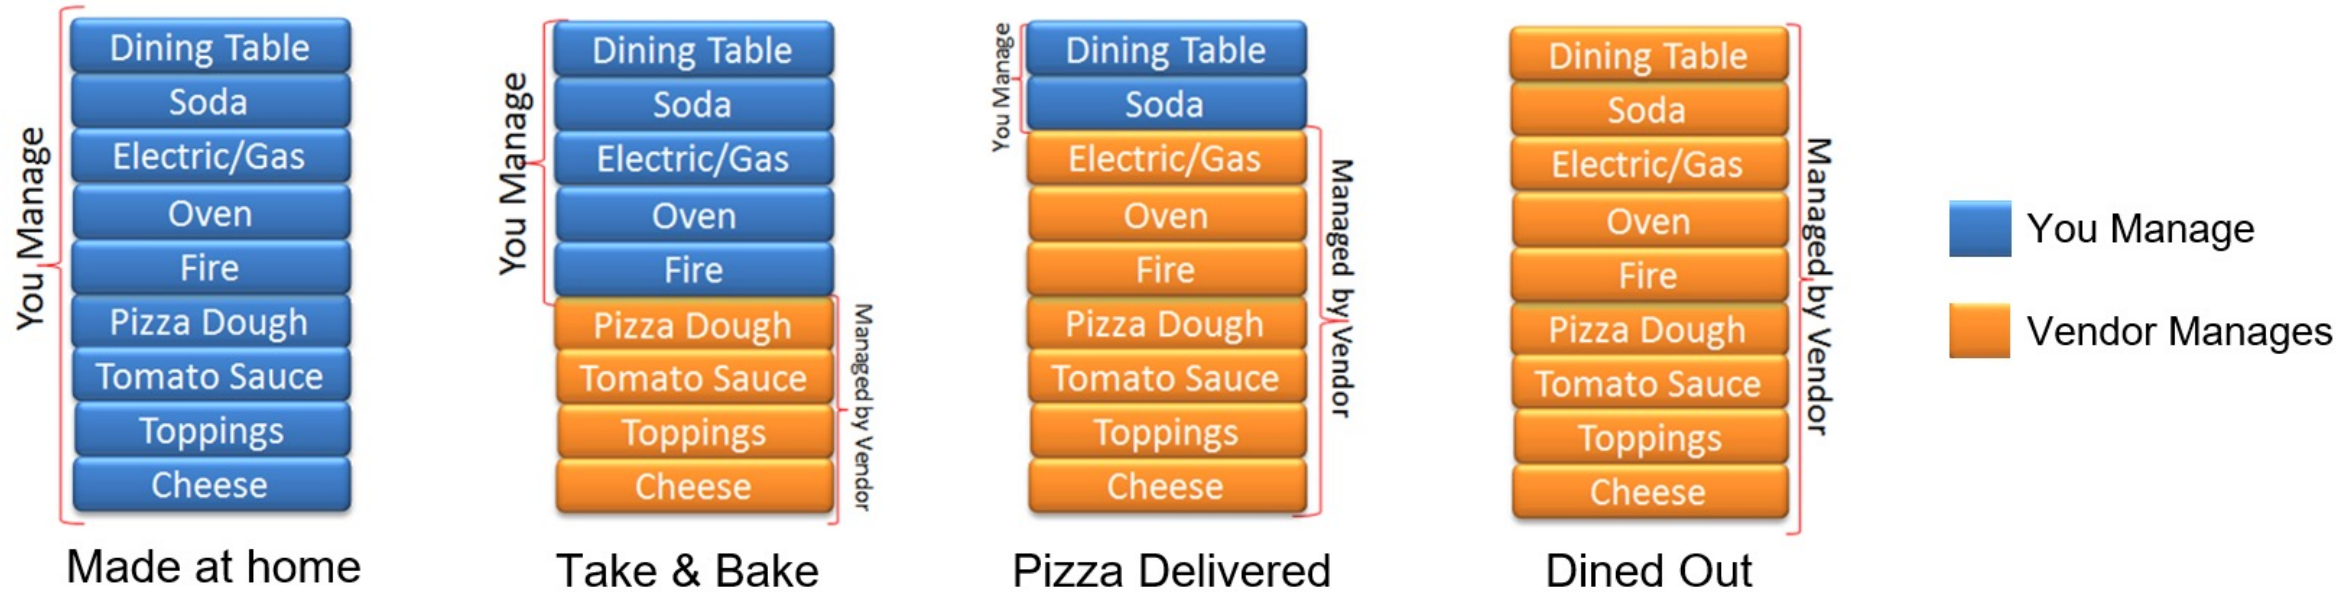 You Manage
Dining Table
Soda
Electric/Gas
Oven
Fire
Pizza Dough
Tomato Sauce
Toppings
Cheese
Made at home
You Manage
Dining Table
Soda
Electric/Gas
Oven
Fire
Pizza Dough
Tomato Sauce
Toppings
Cheese
Managed by Vendor
Take & Bake
You Manage
Dining Table
Soda
Electric/Gas
Oven
Fire
Pizza Dough
Tomato Sauce
Toppings
Cheese
Managed by Vendor
Pizza Delivered
Dining Table
Soda
Electric/Gas
Oven
Fire
Pizza Dough
Tomato Sauce
Toppings
Cheese
Managed by Vendor
Dined Out
You Manage
Vendor Manages